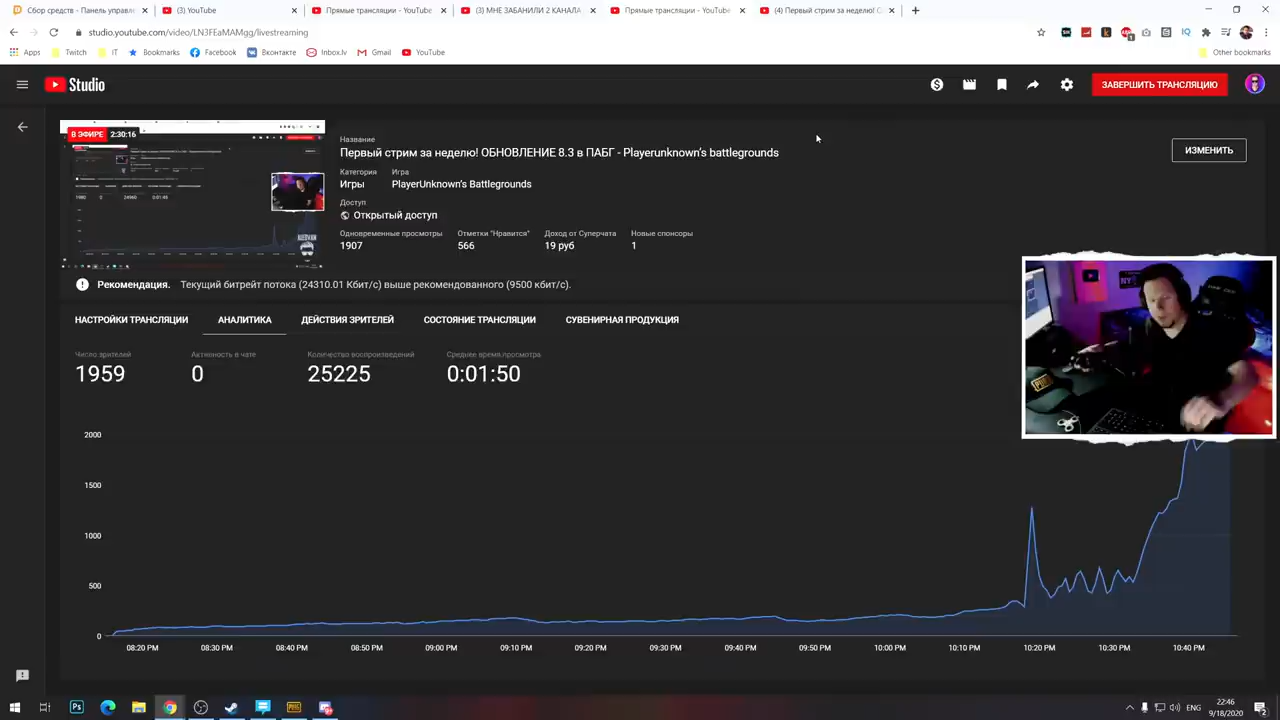 Сбор средств - Панель управле
(3) YouTube
Прямые трансляции - YouTube
(3) МНЕ ЗАБАНИЛИ 2 КАНАЛА
Прямые трансляции - YouTube
(4) Первый стрим за неделю! О
studio.youtube.com/video/LN3FEaMAMgg/livestreaming
Apps
Twitch
IT
Bookmarks
Facebook
Вконтакте
Inbox.lv
Gmail
YouTube
Other bookmarks
Studio
ЗАВЕРШИТЬ ТРАНСЛЯЦИЮ
В ЭФИРЕ 2:30:16
Название
Первый стрим за неделю! ОБНОВЛЕНИЕ 8.3 в ПАБГ - Playerunknown's battlegrounds
ИЗМЕНИТЬ
Категория Игра
Игры PlayerUnknown's Battlegrounds
Доступ
Открытый доступ
Одновременные просмотры Отметки "Нравится" Доход от Суперчата Новые спонсоры
1907 566 19 руб 1
Рекомендация. Текущий битрейт потока (24310.01 Кбит/с) выше рекомендованного (9500 кбит/с).
НАСТРОЙКИ ТРАНСЛЯЦИИ АНАЛИТИКА ДЕЙСТВИЯ ЗРИТЕЛЕЙ СОСТОЯНИЕ ТРАНСЛЯЦИИ СУВЕНИРНАЯ ПРОДУКЦИЯ
Число зрителей Активность в чате Количество воспроизведений Среднее время просмотра
1959 0 25225 0:01:50
2000
1500
1000
500
0
08:20 PM 08:30 PM 08:40 PM 08:50 PM 09:00 PM 09:10 PM 09:20 PM 09:30 PM 09:40 PM 09:50 PM 10:00 PM 10:10 PM 10:20 PM 10:30 PM 10:40 PM
ENG
22:46
9/18/2020